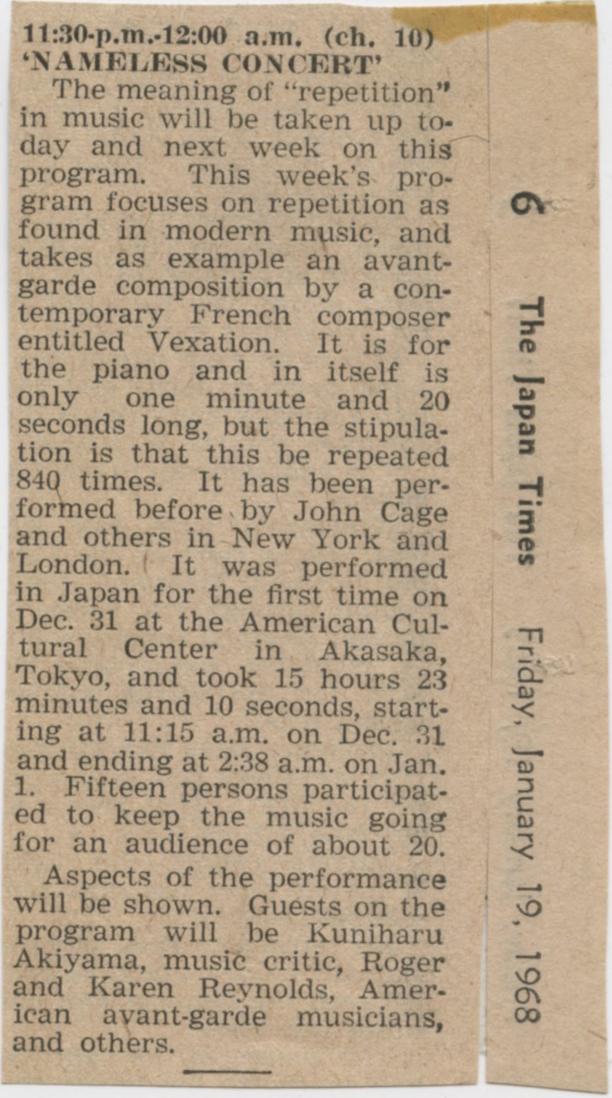 11:30-p.m.-12:00 a.m. (ch. 10)
‘NAMELESS CONCERT’
The meaning of “repetition”
in music will be taken up to-
day and next week on this
program. This week's pro-
gram focuses on repetition as
found in modern music, and
takes as example an avant-
garde composition by a con-
temporary French composer
entitled Vexation. It is for
the piano and in itself is
only one minute and 20
seconds long, but the stipula-
tion is that this be repeated
840 times. It has been per-
formed before by John Cage
and others in New York and
London. It was performed
in Japan for the first time on
Dec. 31 at the American Cul-
tural Center in Akasaka,
Tokyo, and took 15 hours 23
minutes and 10 seconds, start-
ing at 11:15 a.m. on Dec. 31
and ending at 2:38 a.m. on Jan.
1. Fifteen persons participat-
ed to keep the music going
for an audience of about 20.
Aspects of the performance
will be shown. Guests on the
program will be Kuniharu
Akiyama, music critic, Roger
and Karen Reynolds, Amer-
ican avant-garde musicians,
and others.
6 The Japan Times Friday, January 19, 1968